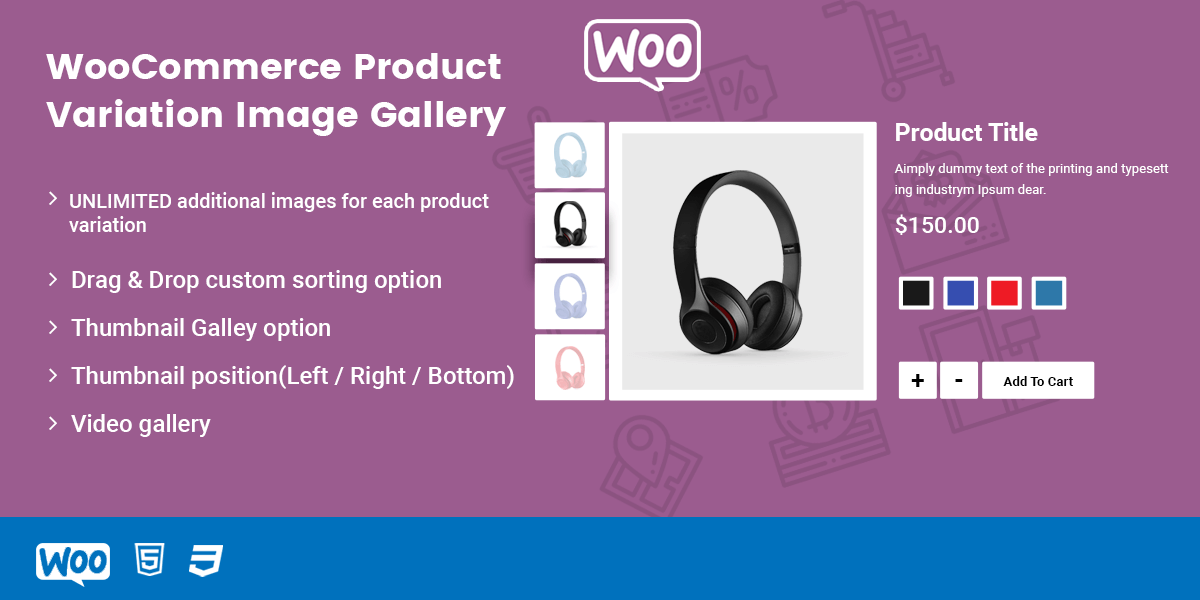 WooCommerce Product
Variation Image Gallery
UNLIMITED additional images for each product
variation
Drag & Drop custom sorting option
Thumbnail Galley option
Thumbnail position(Left / Right / Bottom)
Video gallery
WOO
Product Title
Aimply dummy text of the printing and typesett
ing industrym Ipsum dear.
$150.00
+ - Add To Cart
WOO 5 3